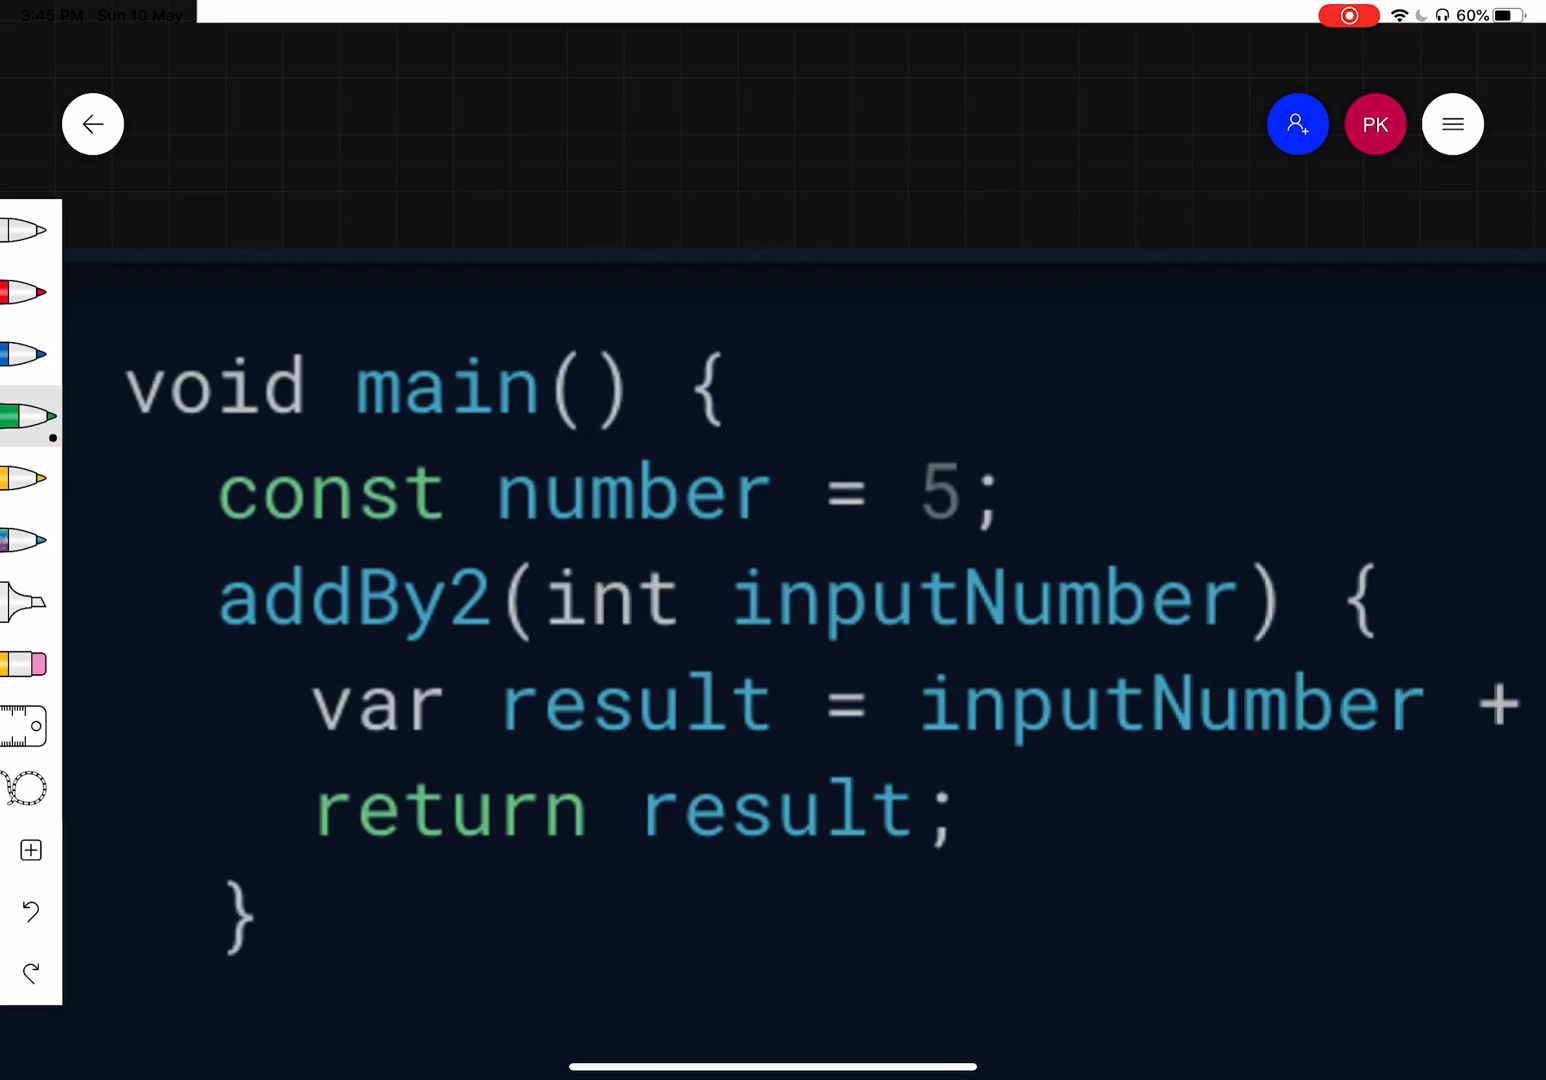 3:45 PM Sun 10 May
60%
PK
void main() {
const number = 5;
addBy2(int inputNumber) {
var result = inputNumber +
return result;
}